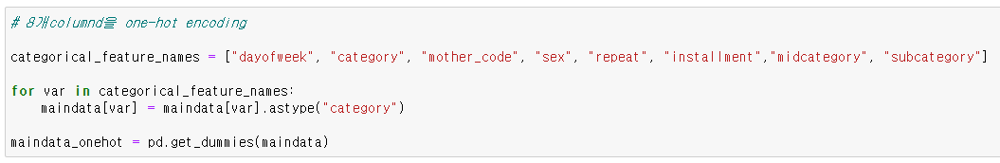 # 8개columnd을 one-hot encoding
categorical_feature_names = ["dayofweek", "category", "mother_code", "sex", "repeat", "installment","midcategory", "subcategory"]
for var in categorical_feature_names:
    maindata[var] = maindata[var].astype("category")
maindata_onehot = pd.get_dummies(maindata)